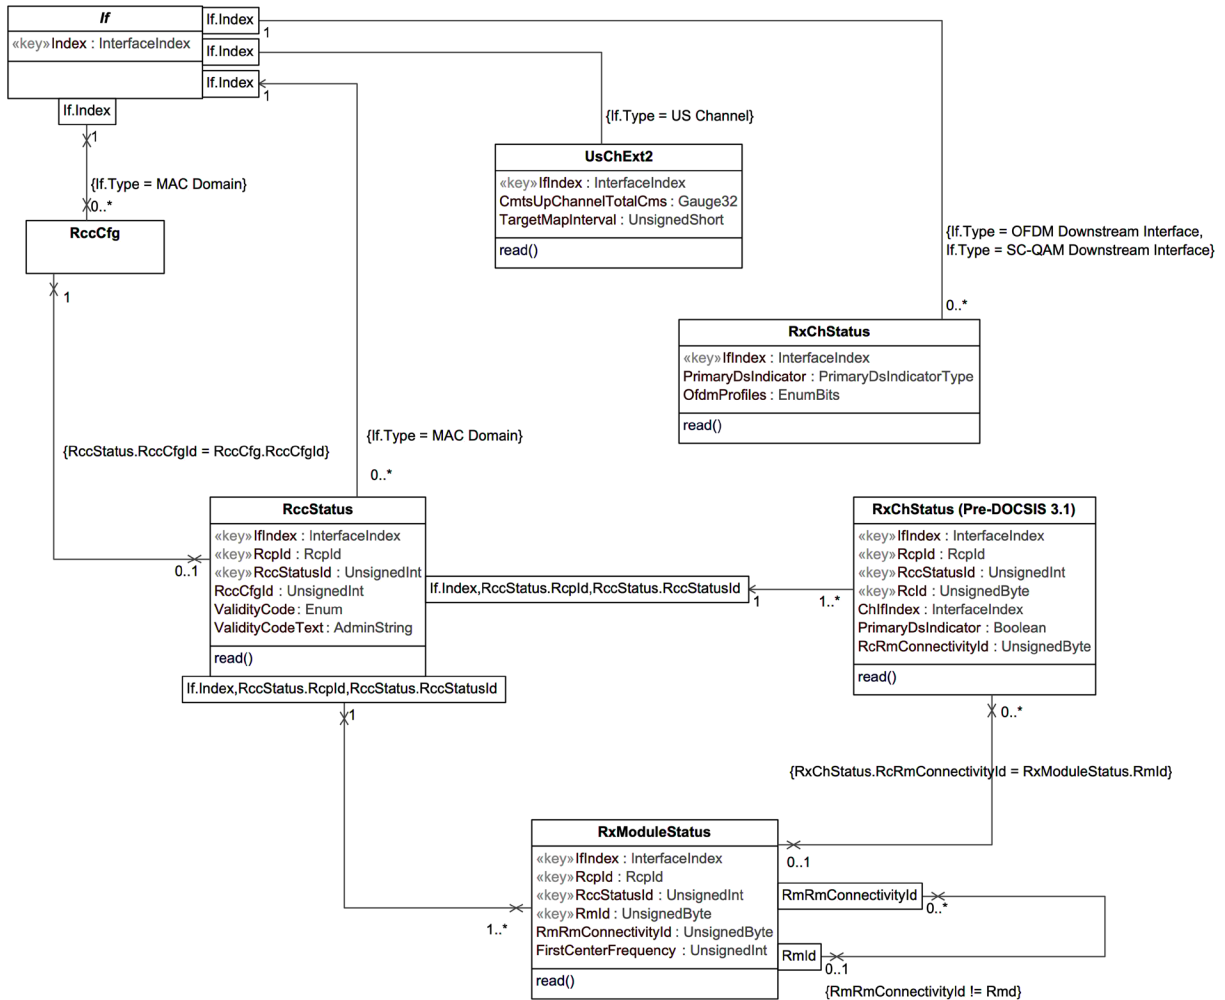 If
«key»Index : InterfaceIndex
If.Index
1
If.Index
If.Index
1
If.Index
1
{If.Type = MAC Domain}
0..*
RccCfg
1
{If.Type = US Channel}
UsChExt2
«key»IfIndex : InterfaceIndex
CmtsUpChannelTotalCms : Gauge32
TargetMapInterval : UnsignedShort
read()
{If.Type = OFDM Downstream Interface,
If.Type = SC-QAM Downstream Interface}
0..*
RxChStatus
«key»IfIndex : InterfaceIndex
PrimaryDsIndicator : PrimaryDsIndicatorType
OfdmProfiles : EnumBits
read()
{RccStatus.RccCfgId = RccCfg.RccCfgId}
{If.Type = MAC Domain}
0..*
0..1
RccStatus
«key»IfIndex : InterfaceIndex
«key»RcpId : RcpId
«key»RccStatusId : UnsignedInt
RccCfgId : UnsignedInt
ValidityCode : Enum
ValidityCodeText : AdminString
read()
If.Index,RccStatus.RcpId,RccStatus.RccStatusId
1
1..*
RxChStatus (Pre-DOCSIS 3.1)
«key»IfIndex : InterfaceIndex
«key»RcpId : RcpId
«key»RccStatusId : UnsignedInt
«key»RcId : UnsignedByte
ChIfIndex : InterfaceIndex
PrimaryDsIndicator : Boolean
RcRmConnectivityId : UnsignedByte
read()
If.Index,RccStatus.RcpId,RccStatus.RccStatusId
1
0..*
{RxChStatus.RcRmConnectivityId = RxModuleStatus.RmId}
0..1
1..*
RxModuleStatus
«key»IfIndex : InterfaceIndex
«key»RcpId : RcpId
«key»RccStatusId : UnsignedInt
«key»RmId : UnsignedByte
RmRmConnectivityId : UnsignedByte
FirstCenterFrequency : UnsignedInt
read()
RmRmConnectivityId
0..*
RmId
0..1
{RmRmConnectivityId != Rmd}